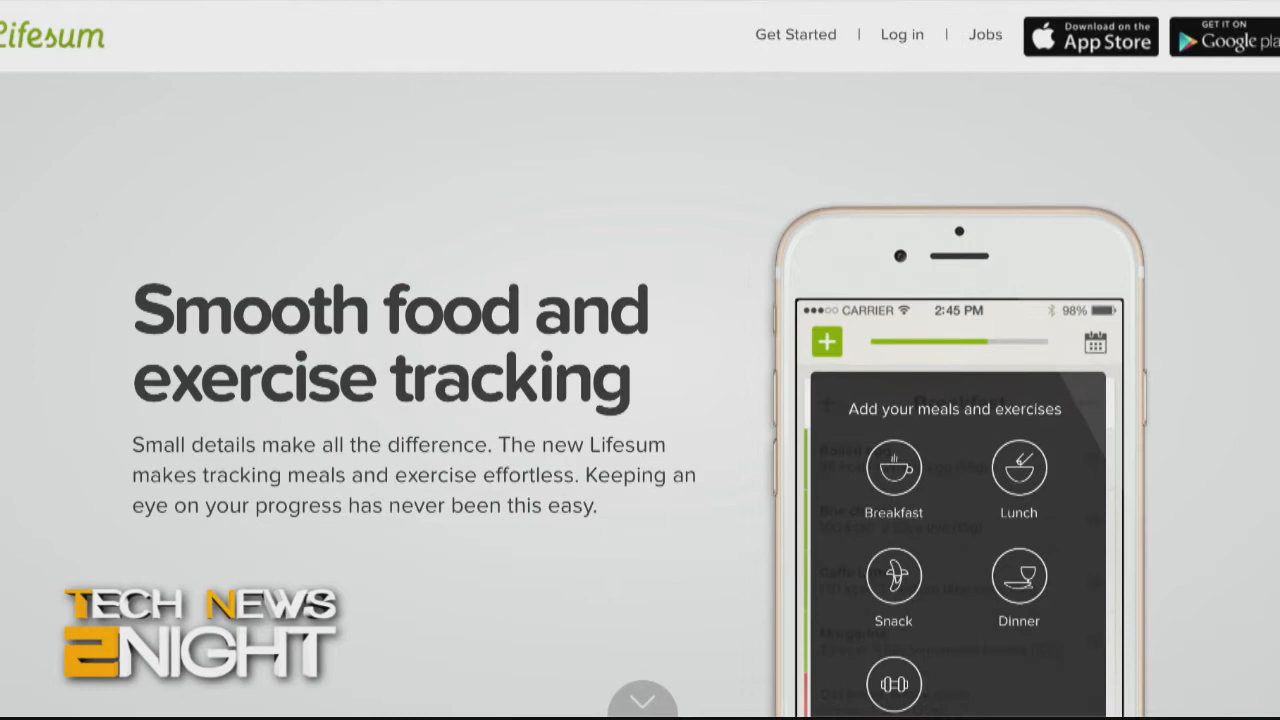 Lifesum
Get Started | Log in | Jobs
Download on the
App Store
GET IT ON
Google pla
Smooth food and
exercise tracking
Small details make all the difference. The new Lifesum
makes tracking meals and exercise effortless. Keeping an
eye on your progress has never been this easy.
CARRIER 2:45 PM 98%
Add your meals and exercises
Breakfast Lunch
Snack Dinner
TECH NEWS
2NIGHT